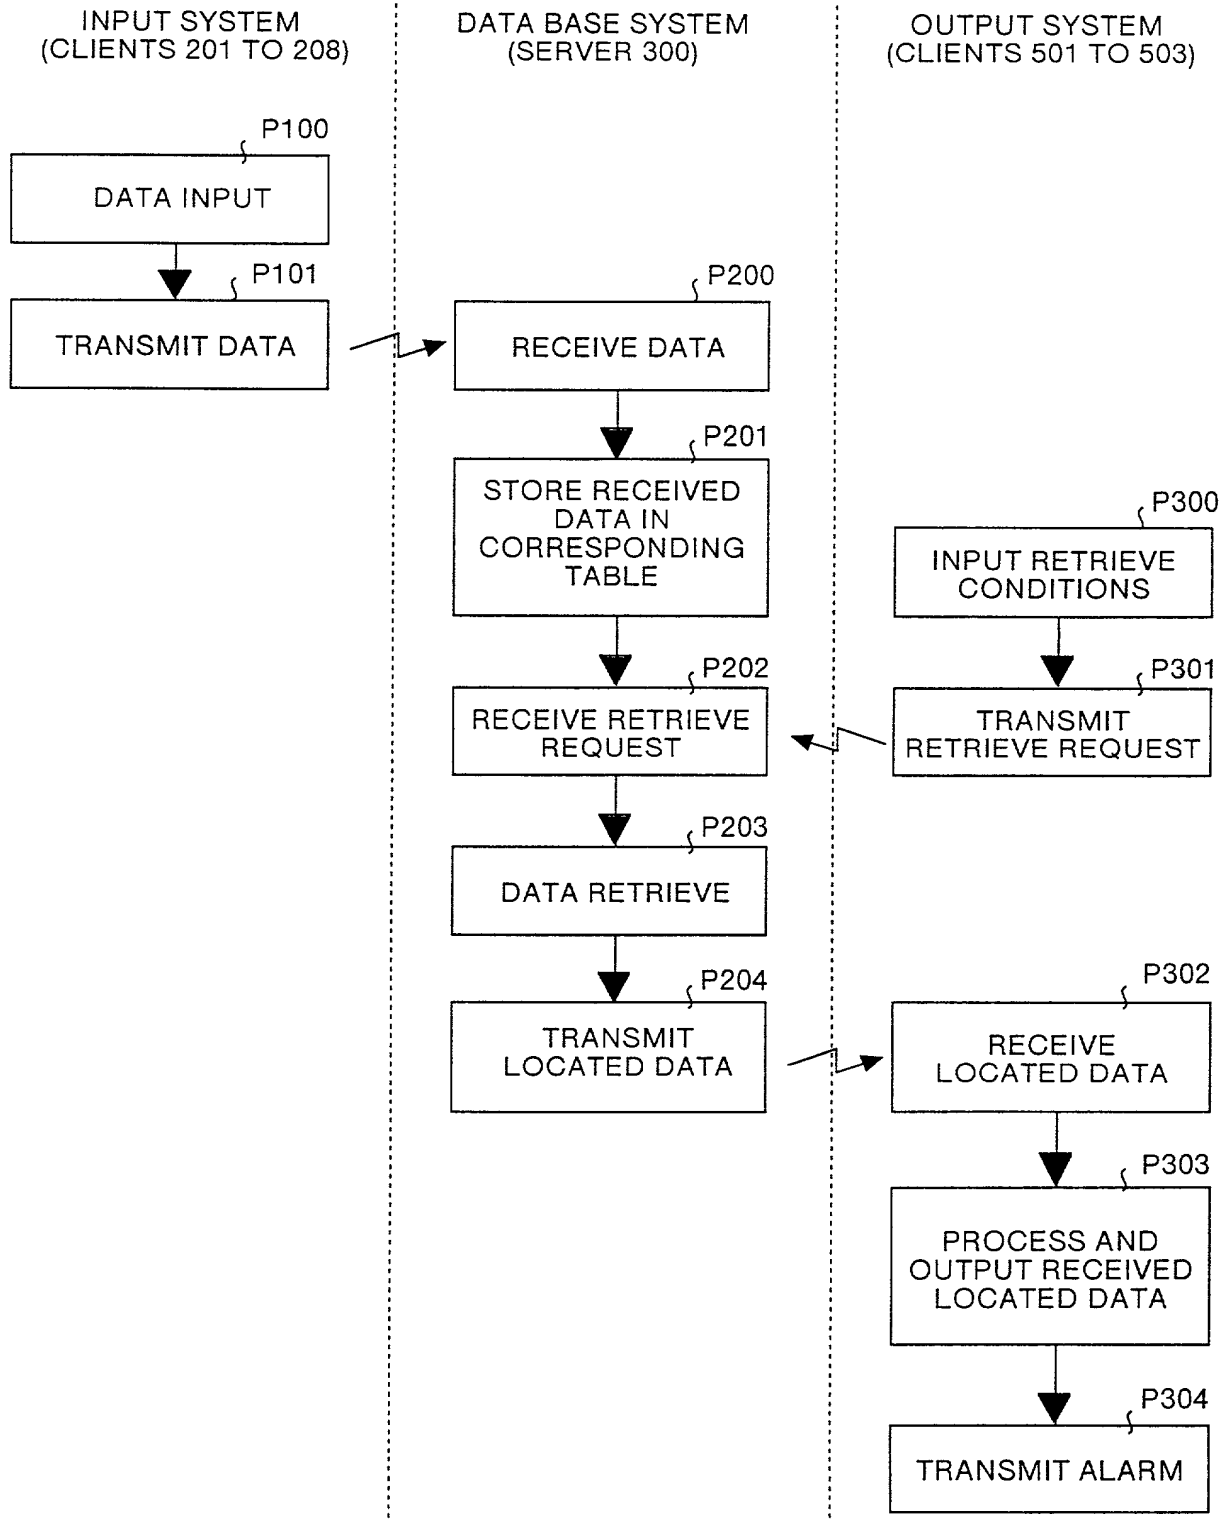 INPUT SYSTEM
(CLIENTS 201 TO 208)
DATA BASE SYSTEM
(SERVER 300)
OUTPUT SYSTEM
(CLIENTS 501 TO 503)
P100
DATA INPUT
P101
TRANSMIT DATA
P200
RECEIVE DATA
P201
STORE RECEIVED
DATA IN
CORRESPONDING
TABLE
P300
INPUT RETRIEVE
CONDITIONS
P202
RECEIVE RETRIEVE
REQUEST
P301
TRANSMIT
RETRIEVE REQUEST
P203
DATA RETRIEVE
P204
TRANSMIT
LOCATED DATA
P302
RECEIVE
LOCATED DATA
P303
PROCESS AND
OUTPUT RECEIVED
LOCATED DATA
P304
TRANSMIT ALARM